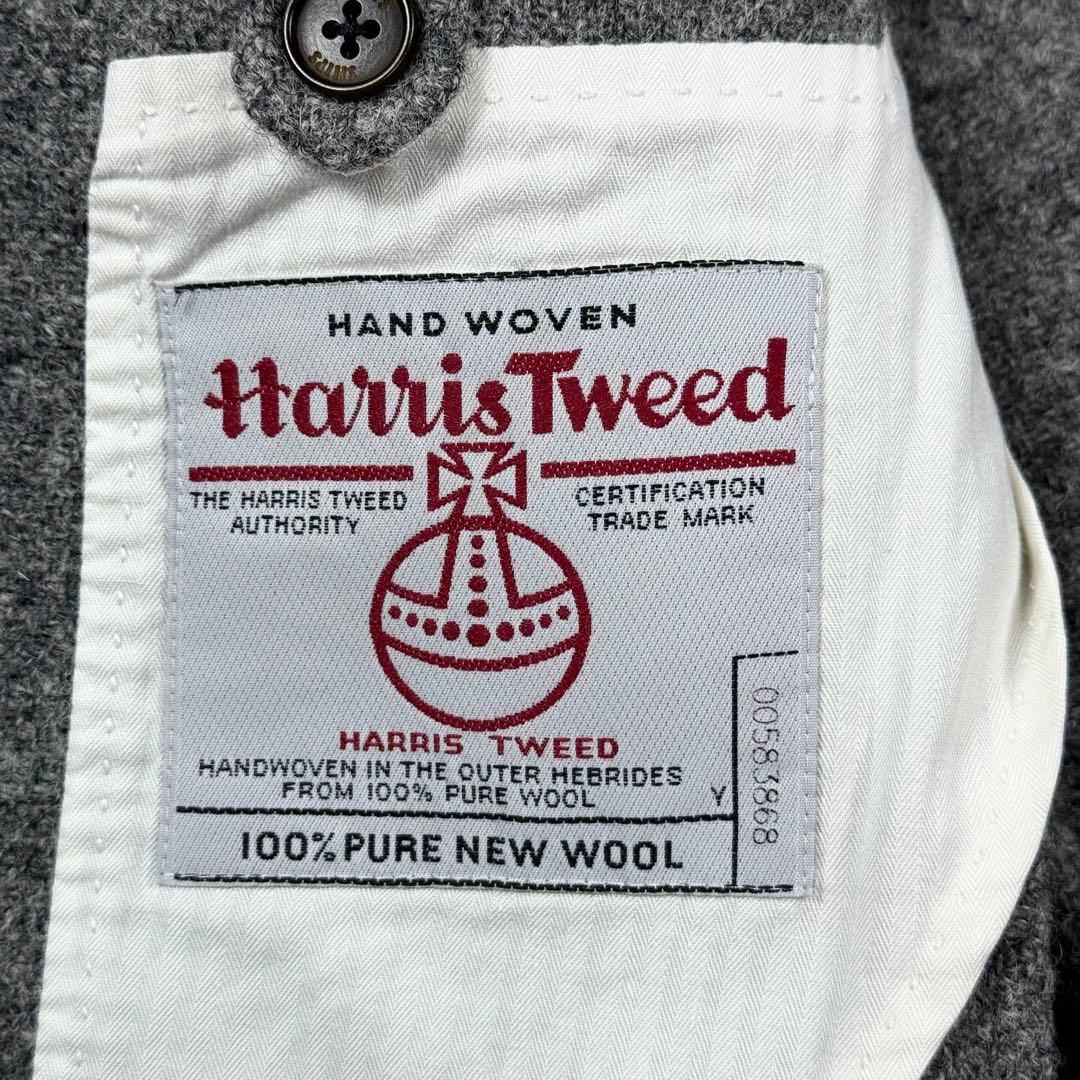 SHIPS
HAND WOVEN
Harris Tweed
THE HARRIS TWEED
AUTHORITY
CERTIFICATION
TRADE MARK
HARRIS TWEED
HANDWOVEN IN THE OUTER HEBRIDES
FROM 100% PURE WOOL
Y
00583868
100% PURE NEW WOOL